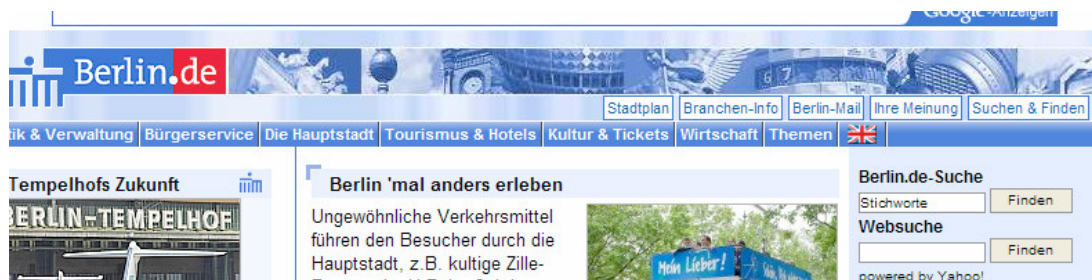 Google-Anzeigen
Berlin.de
Stadtplan Branchen-Info Berlin-Mail Ihre Meinung Suchen & Finden
tik & Verwaltung Bürgerservice Die Hauptstadt Tourismus & Hotels Kultur & Tickets Wirtschaft Themen
Tempelhofs Zukunft
BERLIN-TEMPELHOF
Berlin 'mal anders erleben
Ungewöhnliche Verkehrsmittel
führen den Besucher durch die
Hauptstadt, z.B. kultige Zille-
Mein Lieber!
Berlin.de-Suche
Stichworte Finden
Websuche
Finden
powered by Yahoo!